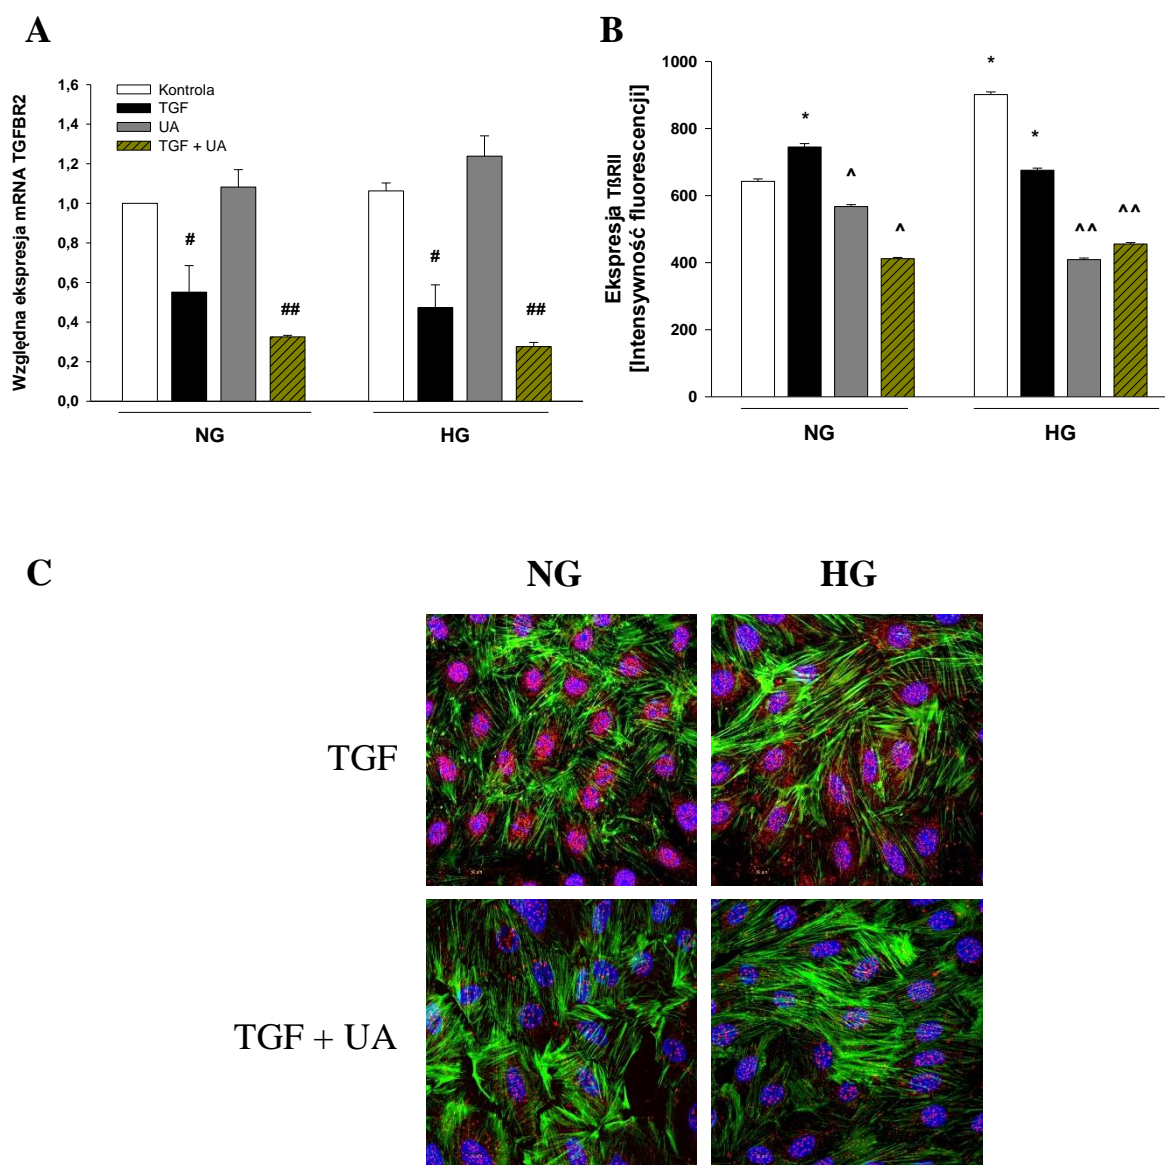 A
B
Względna ekspresja mRNA TGFBR2
1,6
1,4
1,2
1,0
0,8
0,6
0,4
0,2
0,0
Kontrola
TGF
UA
TGF + UA
#
##
#
##
NG
HG
Ekspresja TßRII
[Intensywność fluorescencji]
1000
800
600
400
200
0
*
^
^
*
*
^^
^^
NG
HG
C
NG
HG
TGF
TGF + UA